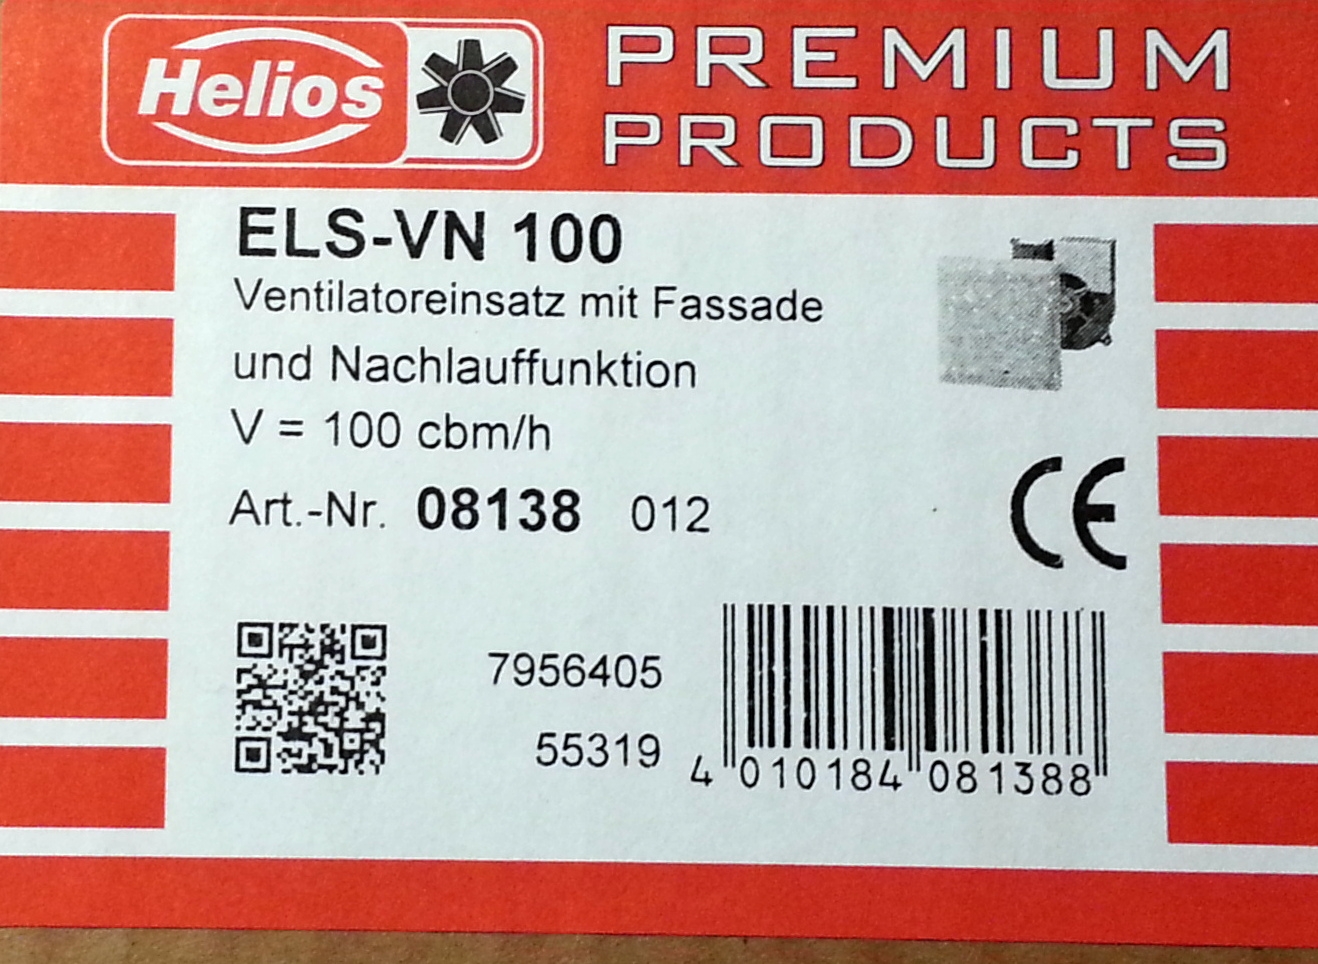 Helios
PREMIUM
PRODUCTS
ELS-VN 100
Ventilatoreinsatz mit Fassade
und Nachlauffunktion
V = 100 cbm/h
Art.-Nr. 08138 012
CE
7956405
55319
4 010184 081388